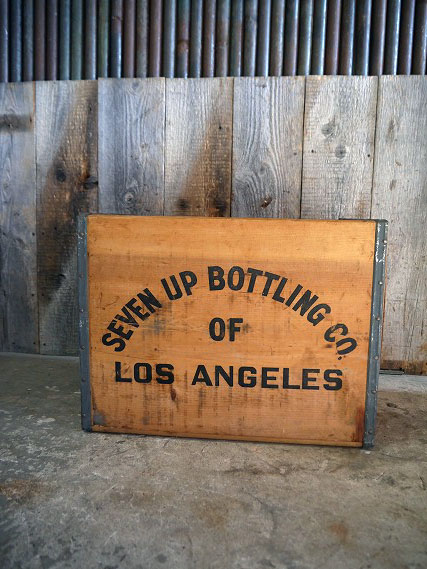 SEVEN UP BOTTLING CO.
OF
LOS ANGELES